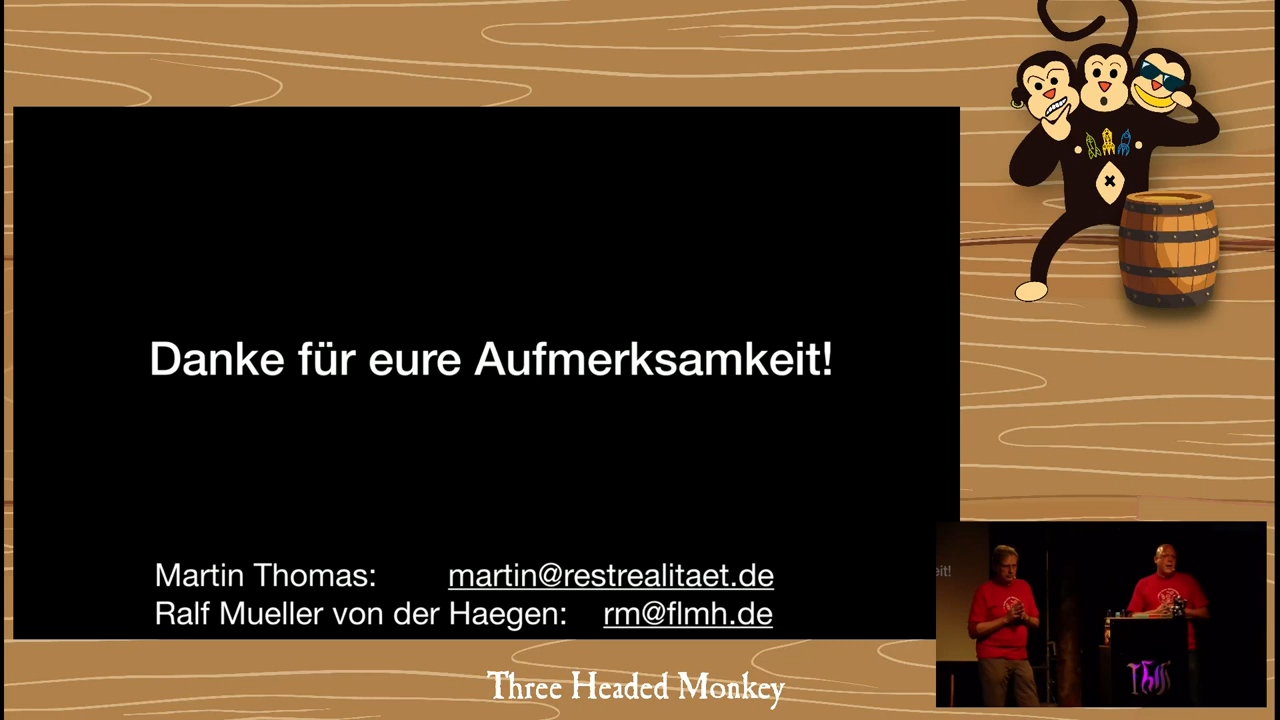 Danke für eure Aufmerksamkeit!
eit!
Martin Thomas: martin@restrealitaet.de
Ralf Mueller von der Haegen: rm@flmh.de
Three Headed Monkey